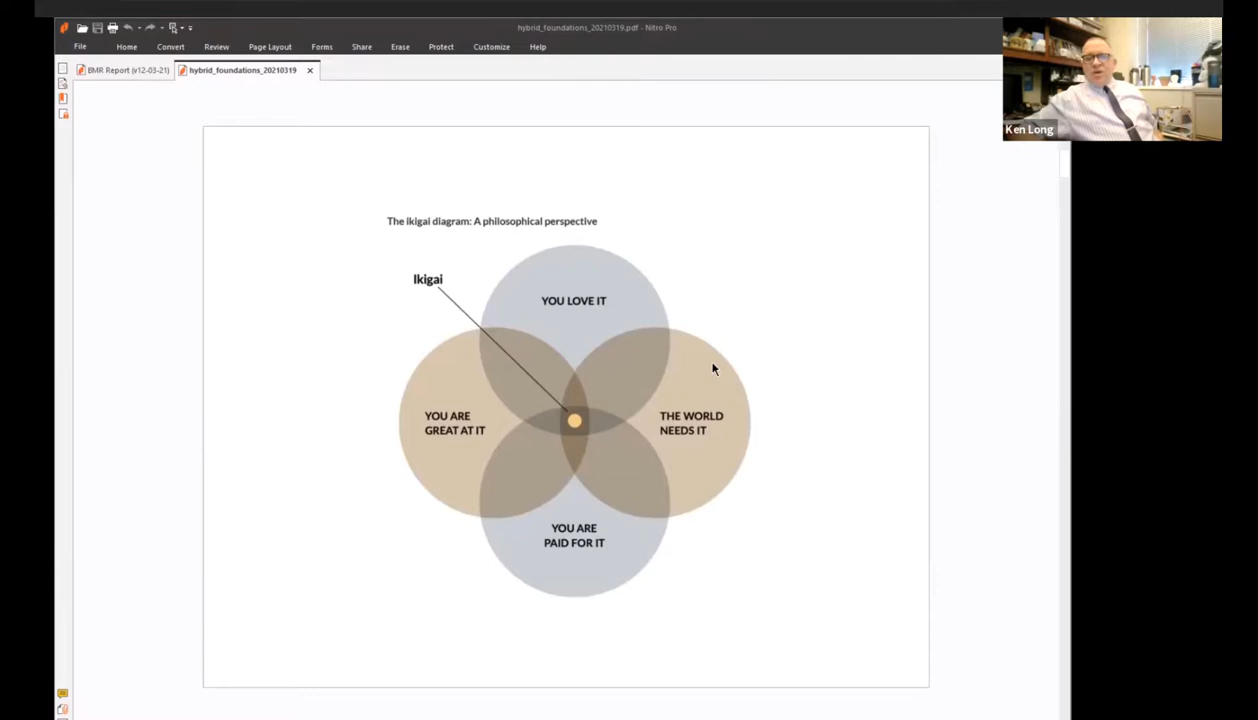 hybrid_foundations_20210319.pdf - Nitro Pro
File Home Convert Review Page Layout Forms Share Erase Protect Customize Help
BMR Report (v12-03-21) hybrid_foundations_20210319
Ken Long
The Ikigai diagram: A philosophical perspective
Ikigai
YOU LOVE IT
YOU ARE
GREAT AT IT
THE WORLD
NEEDS IT
YOU ARE
PAID FOR IT